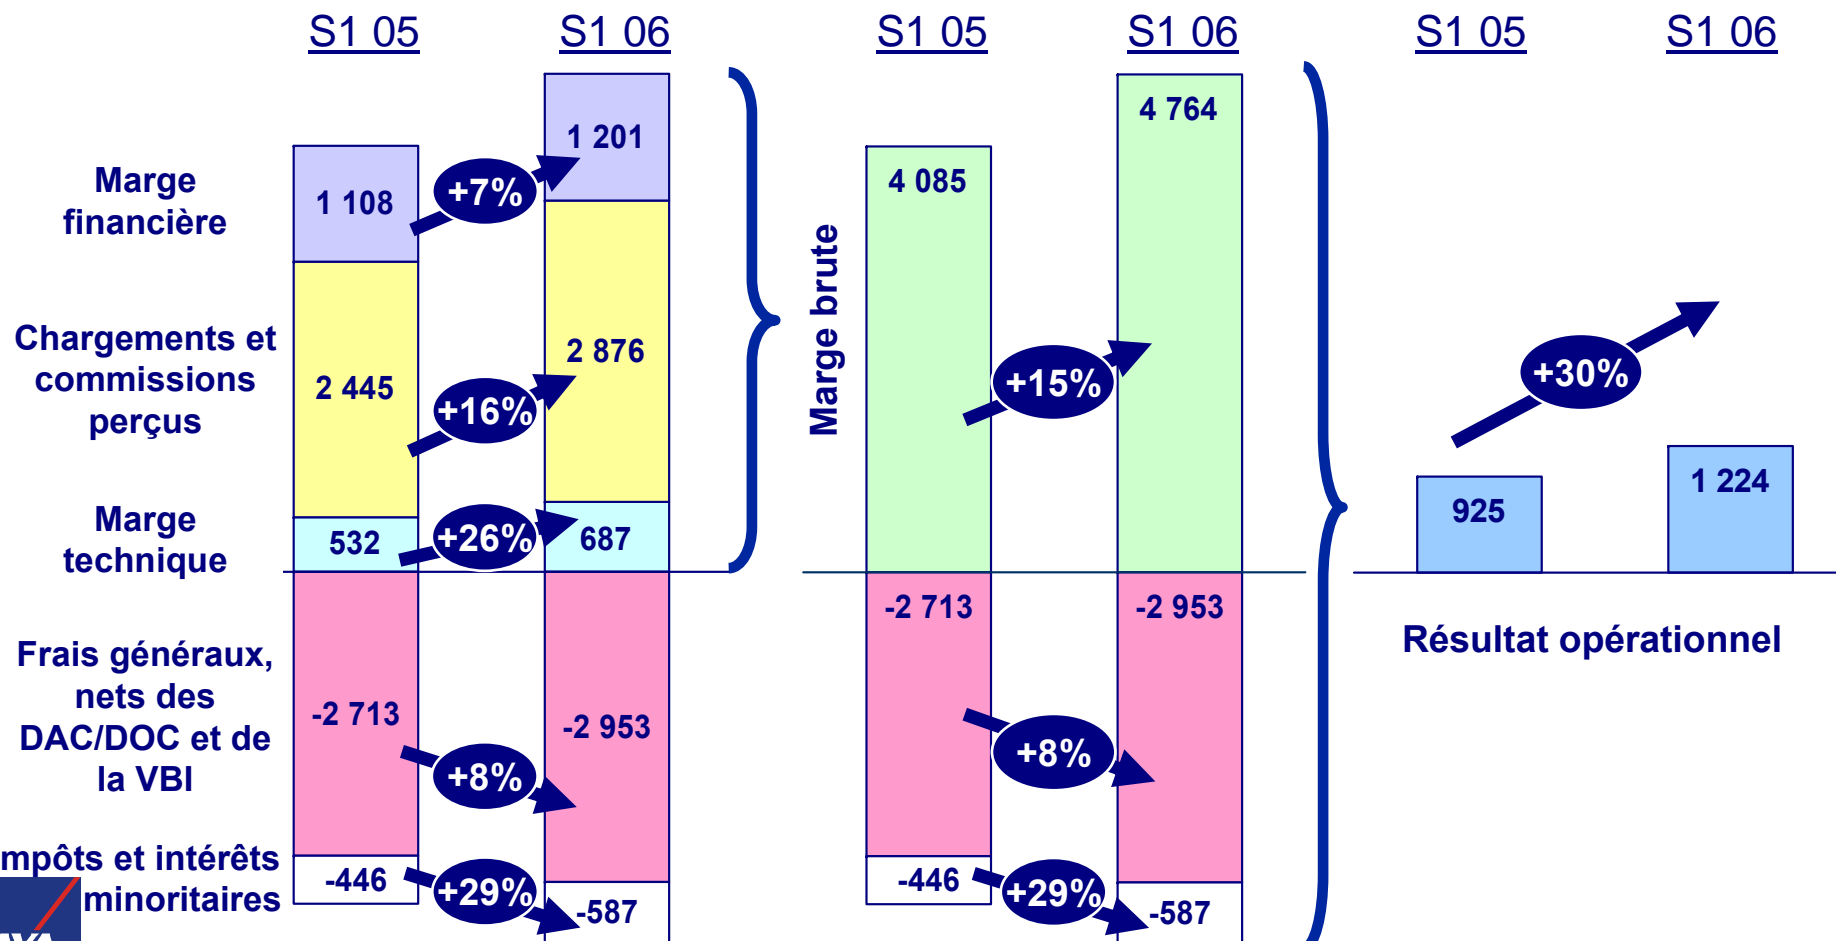 S1 05
S1 06
S1 05
S1 06
S1 05
S1 06
Marge
financière
1 108
+7%
1 201
Chargements et
commissions
perçus
2 445
+16%
2 876
Marge
technique
532
+26%
687
Frais généraux,
nets des
DAC/DOC et de
la VBI
-2 713
+8%
-2 953
mpôts et intérêts
minoritaires
-446
+29%
-587
Marge brute
4 085
+15%
4 764
-2 713
+8%
-2 953
-446
+29%
-587
+30%
925
1 224
Résultat opérationnel